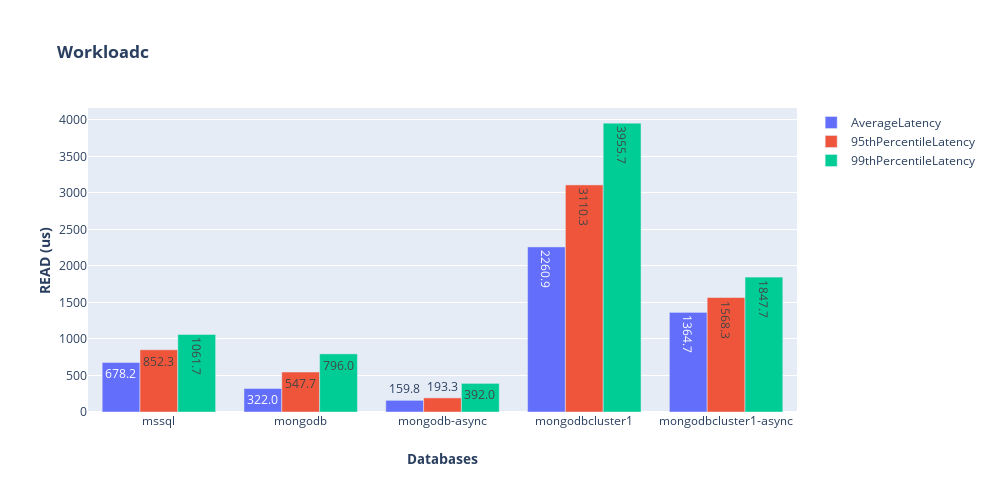 Workloadc
AverageLatency
95thPercentileLatency
99thPercentileLatency
READ (us)
4000
3500
3000
2500
2000
1500
1000
500
0
678.2
852.3
1061.7
322.0
547.7
796.0
159.8
193.3
392.0
2260.9
3110.3
3955.7
1364.7
1568.3
1847.7
mssql
mongodb
mongodb-async
mongodbcluster1
mongodbcluster1-async
Databases